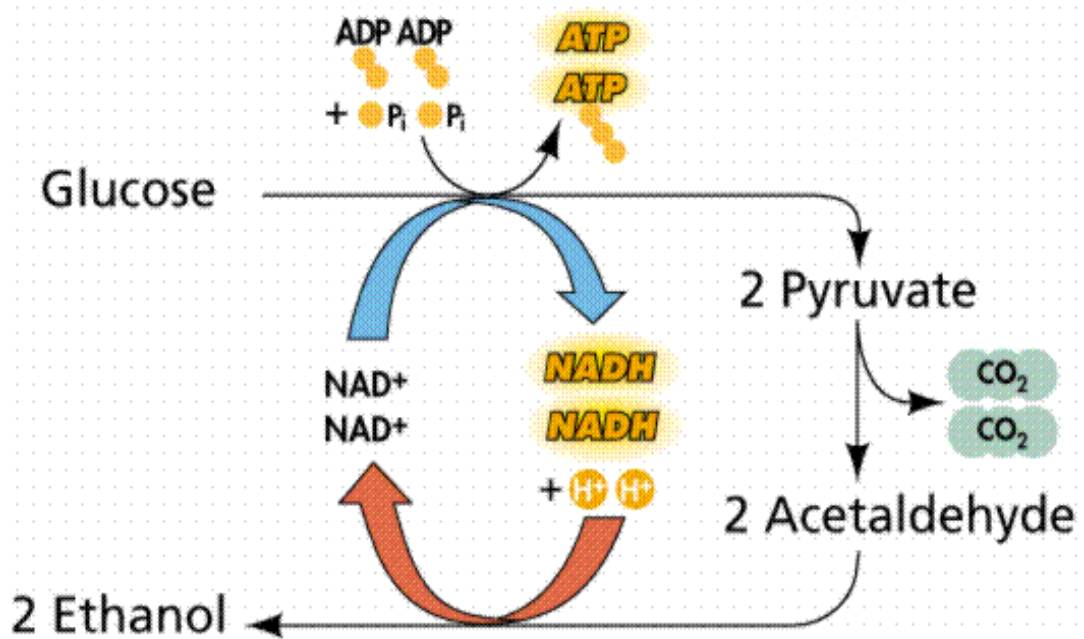 ADP ADP
+ Pi Pi
ATP
ATP
Glucose
2 Pyruvate
NAD+
NAD+
NADH
NADH
+ H+ H+
CO2
CO2
2 Acetaldehyde
2 Ethanol